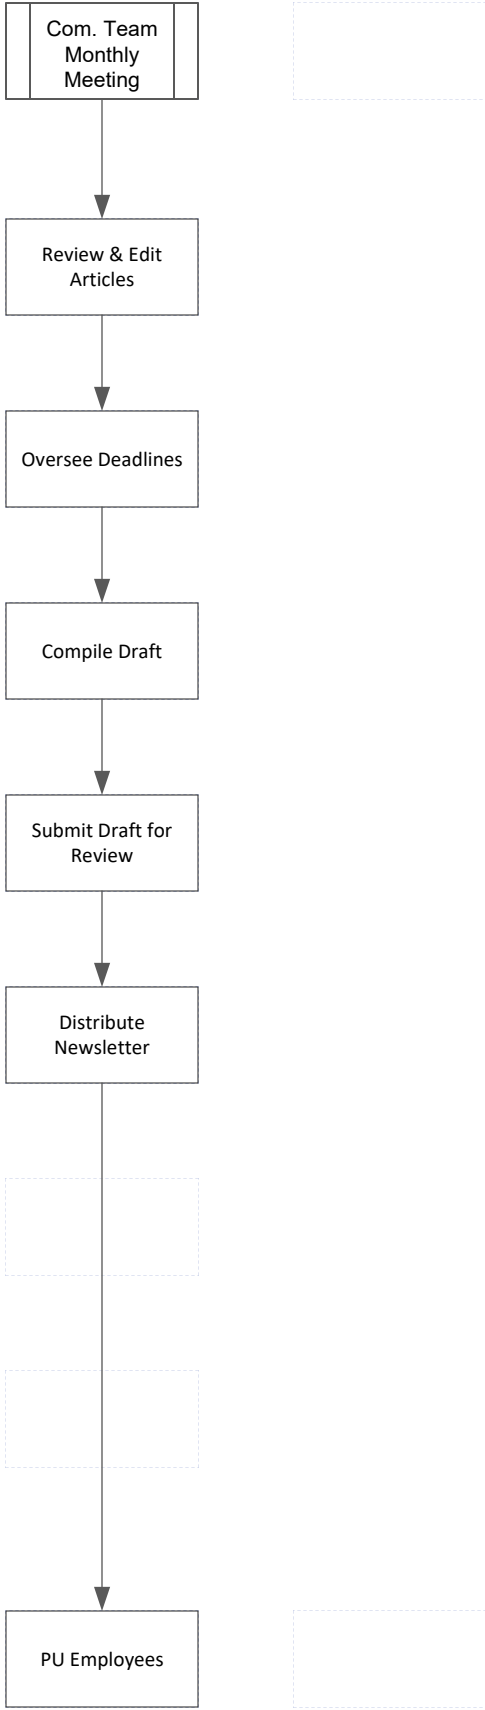 Com. Team
Monthly
Meeting
Review & Edit
Articles
Oversee Deadlines
Compile Draft
Submit Draft for
Review
Distribute
Newsletter
PU Employees